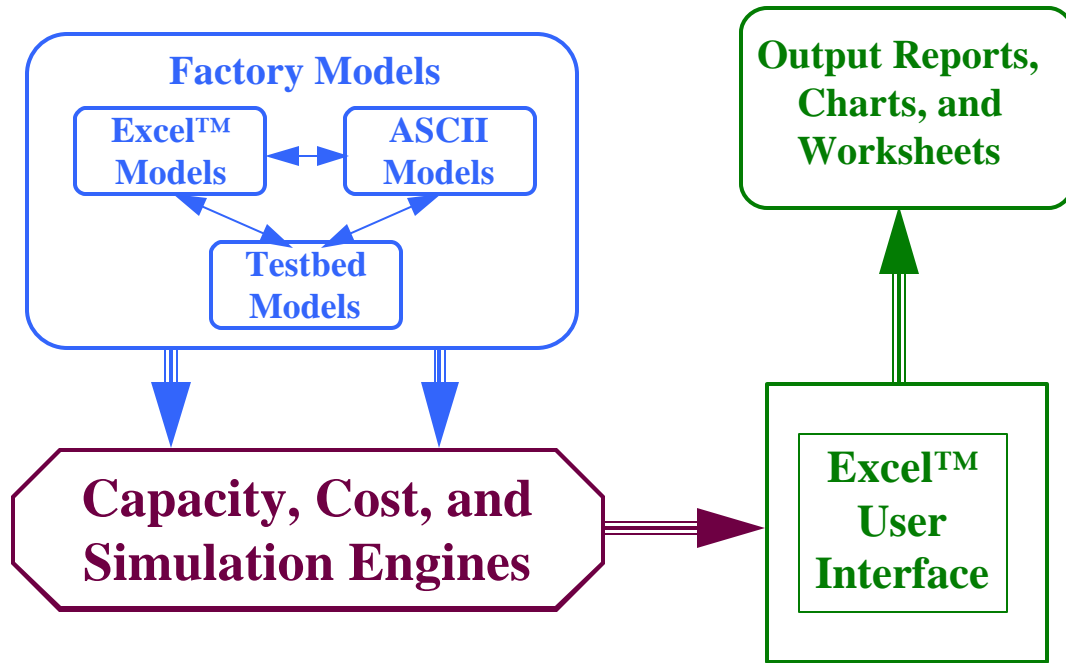 Factory Models
Excel™
Models
ASCII
Models
Testbed
Models
Capacity, Cost, and
Simulation Engines
Output Reports,
Charts, and
Worksheets
Excel™
User
Interface